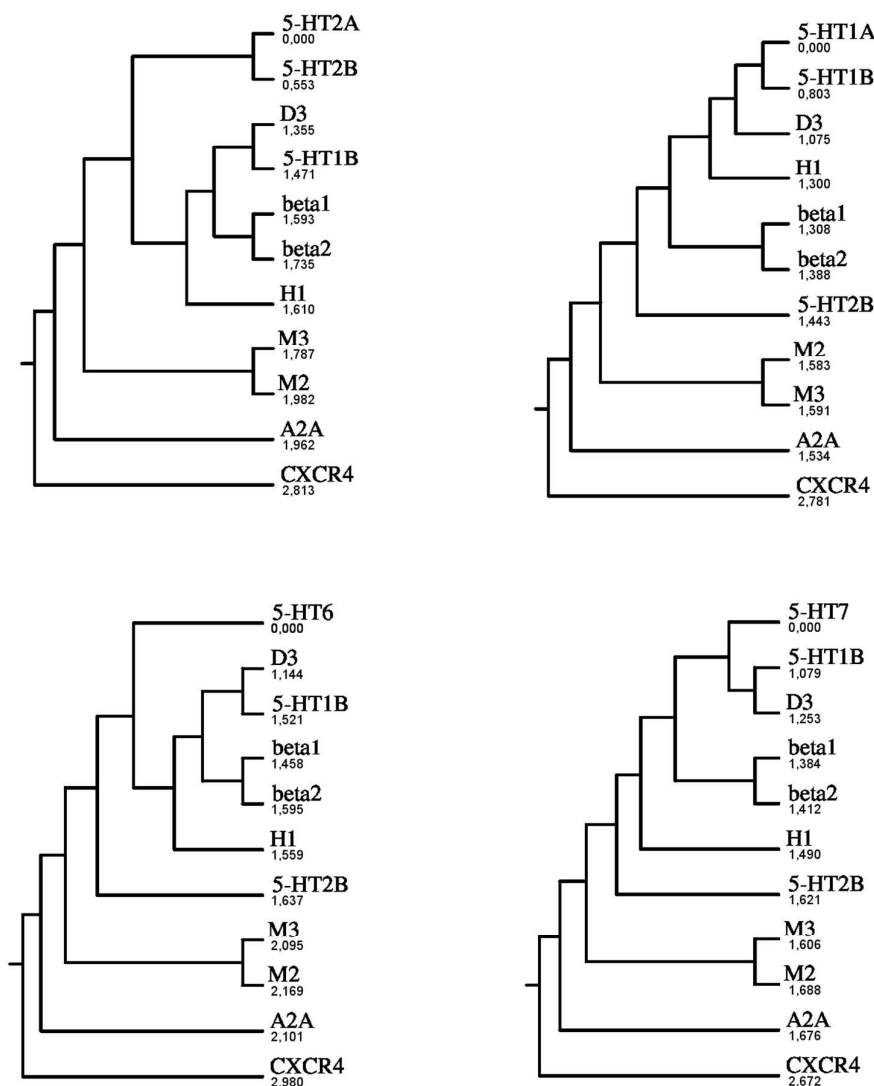 5-HT2A
0,000
5-HT2B
0,553
D3
1,355
5-HT1B
1,471
beta1
1,593
beta2
1,735
H1
1,610
M3
1,787
M2
1,982
A2A
1,962
CXCR4
2,813
5-HT1A
0,000
5-HT1B
0,803
D3
1,075
H1
1,300
beta1
1,308
beta2
1,388
5-HT2B
1,443
M2
1,583
M3
1,591
A2A
1,534
CXCR4
2,781
5-HT6
0,000
D3
1,144
5-HT1B
1,521
beta1
1,458
beta2
1,595
H1
1,559
5-HT2B
1,637
M3
2,095
M2
2,169
A2A
2,101
CXCR4
2,980
5-HT7
0,000
5-HT1B
1,079
D3
1,253
beta1
1,384
beta2
1,412
H1
1,490
5-HT2B
1,621
M3
1,606
M2
1,688
A2A
1,676
CXCR4
2,672